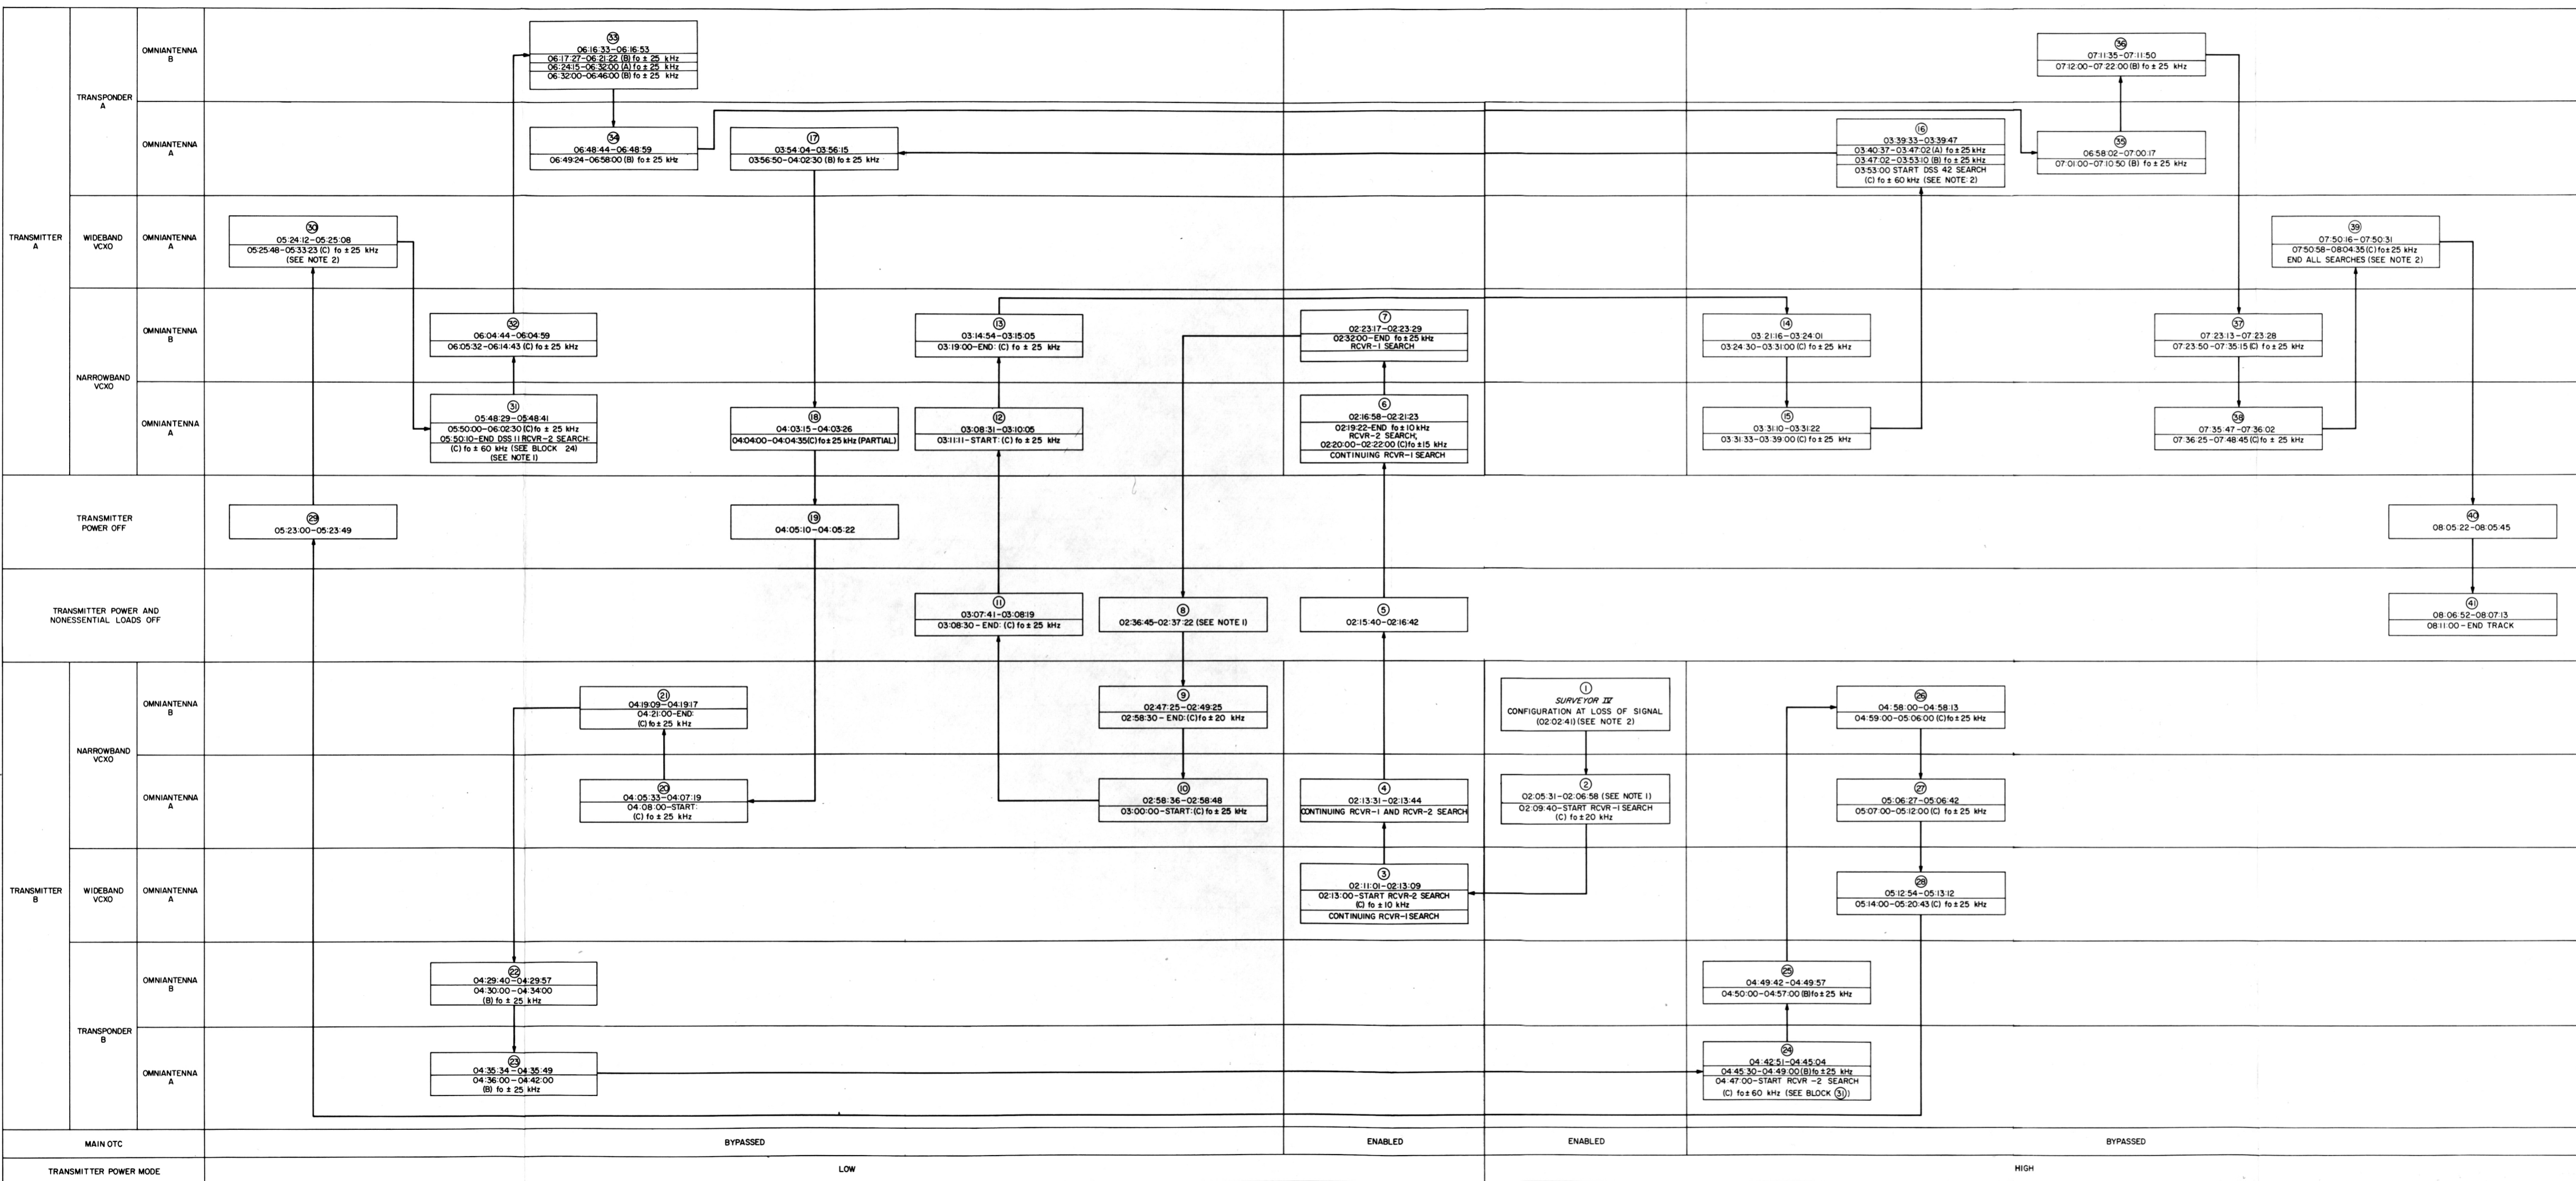 TRANSMITTER
A
TRANSPONDER
A
OMNIANTENNA
B
33
06:16:33-06:16:53
06:17:27-06:21:22 (B) fo ± 25 kHz
06:24:15-06:32:00 (A) fo ± 25 kHz
06:32:00-06:46:00 (B) fo ± 25 kHz
36
07:11:35-07:11:50
07:12:00-07:22:00 (B) fo ± 25 kHz
OMNIANTENNA
A
34
06:48:44-06:48:59
06:49:24-06:58:00 (B) fo ± 25 kHz
17
03:54:04-03:56:15
03:56:50-04:02:30 (B) fo ± 25 kHz
16
03:39:33-03:39:47
03:40:37-03:47:02 (A) fo ± 25 kHz
03:47:02-03:53:10 (B) fo ± 25 kHz
03:53:00 START DSS 42 SEARCH
(C) fo ± 60 kHz (SEE NOTE: 2)
35
06:58:02-07:00:17
07:01:00-07:10:50 (B) fo ± 25 kHz
WIDEBAND
VCXO
OMNIANTENNA
A
30
05:24:12-05:25:08
05:25:48-05:33:23 (C) fo ± 25 kHz
(SEE NOTE 2)
39
07:50:16-07:50:31
07:50:58-08:04:35 (C) fo ± 25 kHz
END ALL SEARCHES (SEE NOTE 2)
NARROWBAND
VCXO
OMNIANTENNA
B
32
06:04:44-06:04:59
06:05:32-06:14:43 (C) fo ± 25 kHz
13
03:14:54-03:15:05
03:19:00-END: (C) fo ± 25 kHz
7
02:23:17-02:23:29
02:32:00-END fo ± 25 kHz
RCVR-1 SEARCH
14
03:21:16-03:24:01
03:24:30-03:31:00 (C) fo ± 25 kHz
37
07:23:13-07:23:28
07:23:50-07:35:15 (C) fo ± 25 kHz
OMNIANTENNA
A
31
05:48:29-05:48:41
05:50:00-06:02:30 (C) fo ± 25 kHz
05:50:10-END DSS 11 RCVR-2 SEARCH:
(C) fo ± 60 kHz (SEE BLOCK 24)
(SEE NOTE 1)
18
04:03:15-04:03:26
04:04:00-04:04:35 (C) fo ± 25 kHz (PARTIAL)
12
03:08:31-03:10:05
03:11:11-START: (C) fo ± 25 kHz
6
02:16:58-02:21:23
02:19:22-END fo ± 10 kHz
RCVR-2 SEARCH;
02:20:00-02:22:00 (C) fo ± 15 kHz
CONTINUING RCVR-1 SEARCH
15
03:31:10-03:31:22
03:31:33-03:39:00 (C) fo ± 25 kHz
38
07:35:47-07:36:02
07:36:25-07:48:45 (C) fo ± 25 kHz
TRANSMITTER
POWER OFF
29
05:23:00-05:23:49
19
04:05:10-04:05:22
40
08:05:22-08:05:45
TRANSMITTER POWER AND
NONESSENTIAL LOADS OFF
11
03:07:41-03:08:19
03:08:30-END: (C) fo ± 25 kHz
8
02:36:45-02:37:22 (SEE NOTE 1)
5
02:15:40-02:16:42
41
08:06:52-08:07:13
08:11:00-END TRACK
TRANSMITTER
B
NARROWBAND
VCXO
OMNIANTENNA
B
21
04:19:09-04:19:17
04:21:00-END:
(C) fo ± 25 kHz
9
02:47:25-02:49:25
02:58:30-END: (C) fo ± 20 kHz
1
SURVEYOR IV
CONFIGURATION AT LOSS OF SIGNAL
(02:02:41) (SEE NOTE 2)
26
04:58:00-04:58:13
04:59:00-05:06:00 (C) fo ± 25 kHz
OMNIANTENNA
A
20
04:05:33-04:07:19
04:08:00-START:
(C) fo ± 25 kHz
10
02:58:36-02:58:48
03:00:00-START: (C) fo ± 25 kHz
4
02:13:31-02:13:44
CONTINUING RCVR-1 AND RCVR-2 SEARCH
2
02:05:31-02:06:58 (SEE NOTE 1)
02:09:40-START RCVR-1 SEARCH
(C) fo ± 20 kHz
27
05:06:27-05:06:42
05:07:00-05:12:00 (C) fo ± 25 kHz
WIDEBAND
VCXO
OMNIANTENNA
A
3
02:11:01-02:13:09
02:13:00-START RCVR-2 SEARCH
(C) fo ± 10 kHz
CONTINUING RCVR-1 SEARCH
28
05:12:54-05:13:12
05:14:00-05:20:43 (C) fo ± 25 kHz
TRANSPONDER
B
OMNIANTENNA
B
22
04:29:40-04:29:57
04:30:00-04:34:00
(B) fo ± 25 kHz
25
04:49:42-04:49:57
04:50:00-04:57:00 (B) fo ± 25 kHz
OMNIANTENNA
A
23
04:35:34-04:35:49
04:36:00-04:42:00
(B) fo ± 25 kHz
24
04:42:51-04:45:04
04:45:30-04:49:00 (B) fo ± 25 kHz
04:47:00-START RCVR-2 SEARCH
(C) fo ± 60 kHz (SEE BLOCK 31)
MAIN OTC
BYPASSED
ENABLED
ENABLED
BYPASSED
TRANSMITTER POWER MODE
LOW
HIGH